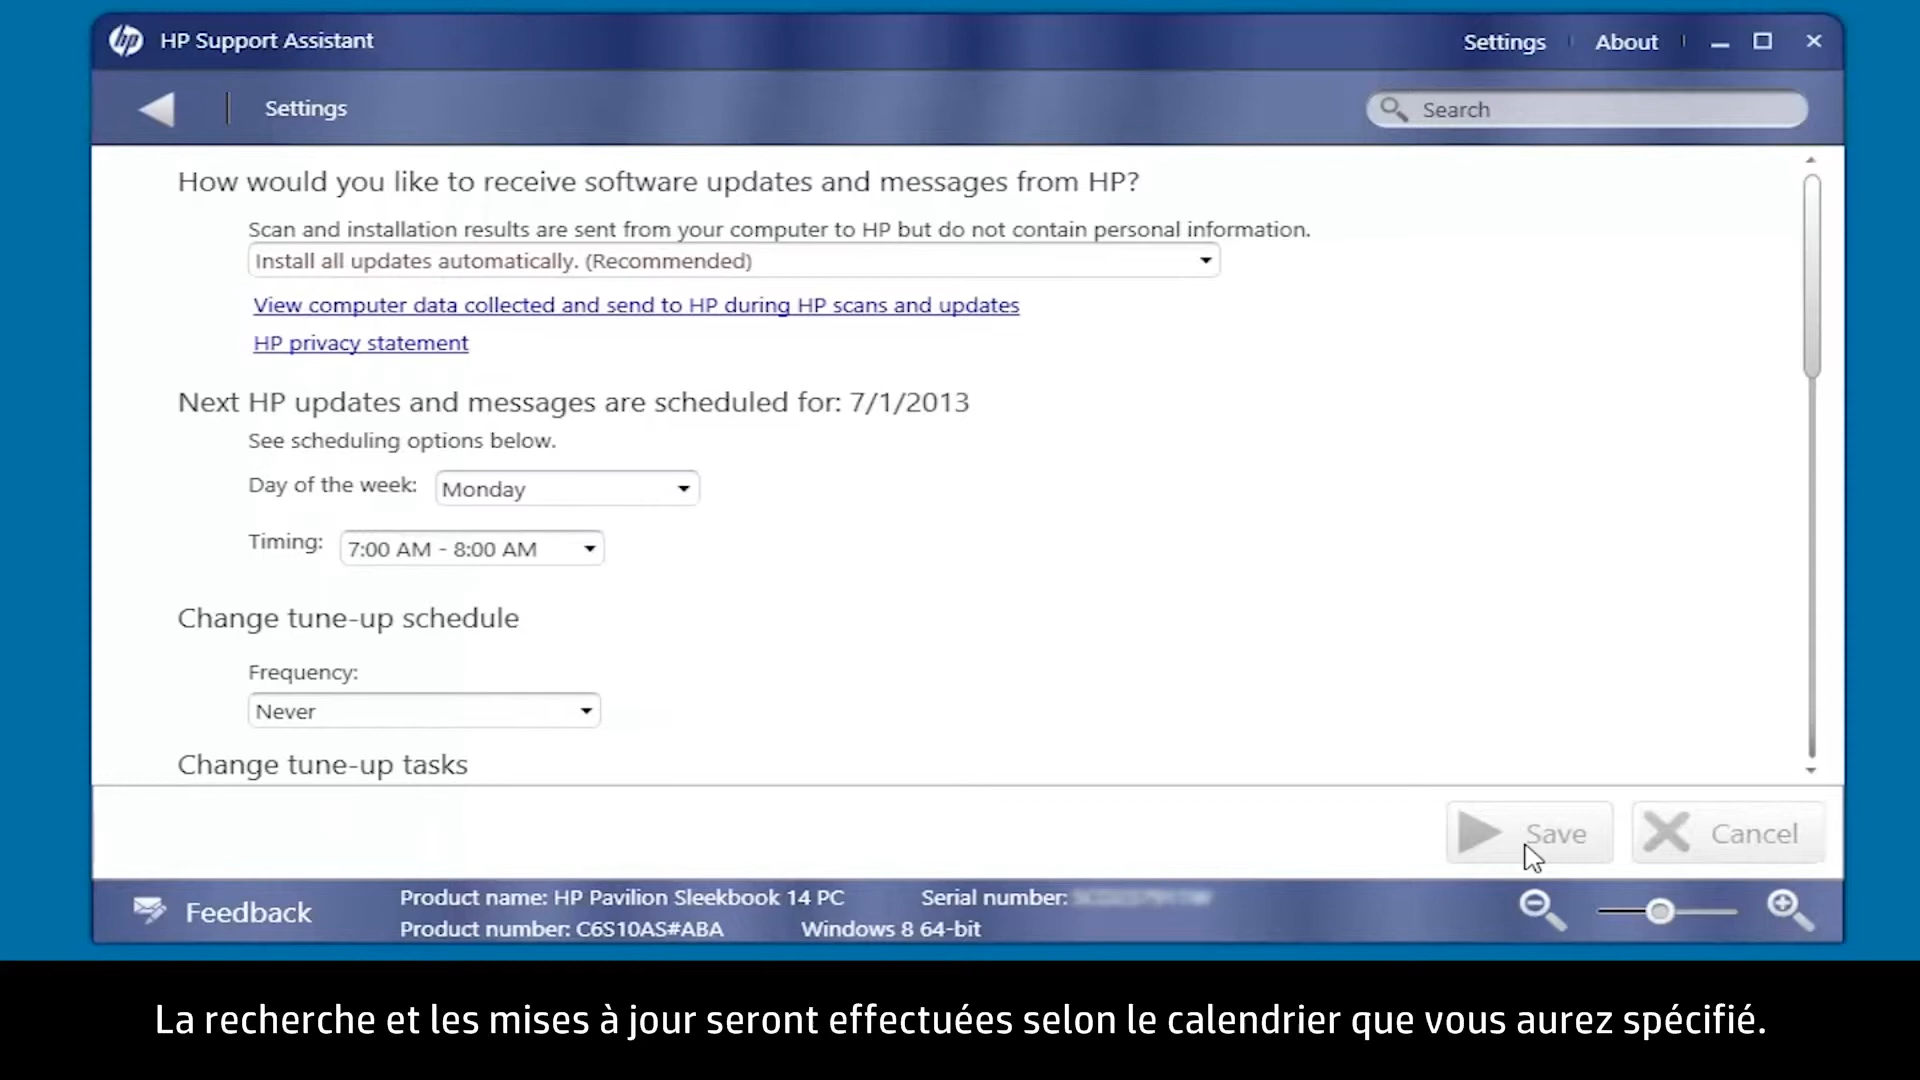 HP Support Assistant
Settings
About
Settings
Search
How would you like to receive software updates and messages from HP?
Scan and installation results are sent from your computer to HP but do not contain personal information.
Install all updates automatically. (Recommended)
View computer data collected and send to HP during HP scans and updates
HP privacy statement
Next HP updates and messages are scheduled for: 7/1/2013
See scheduling options below.
Day of the week: Monday
Timing: 7:00 AM - 8:00 AM
Change tune-up schedule
Frequency:
Never
Change tune-up tasks
Save
Cancel
Feedback
Product name: HP Pavilion Sleekbook 14 PC
Serial number:
Product number: C6S10AS#ABA
Windows 8 64-bit
La recherche et les mises à jour seront effectuées selon le calendrier que vous aurez spécifié.